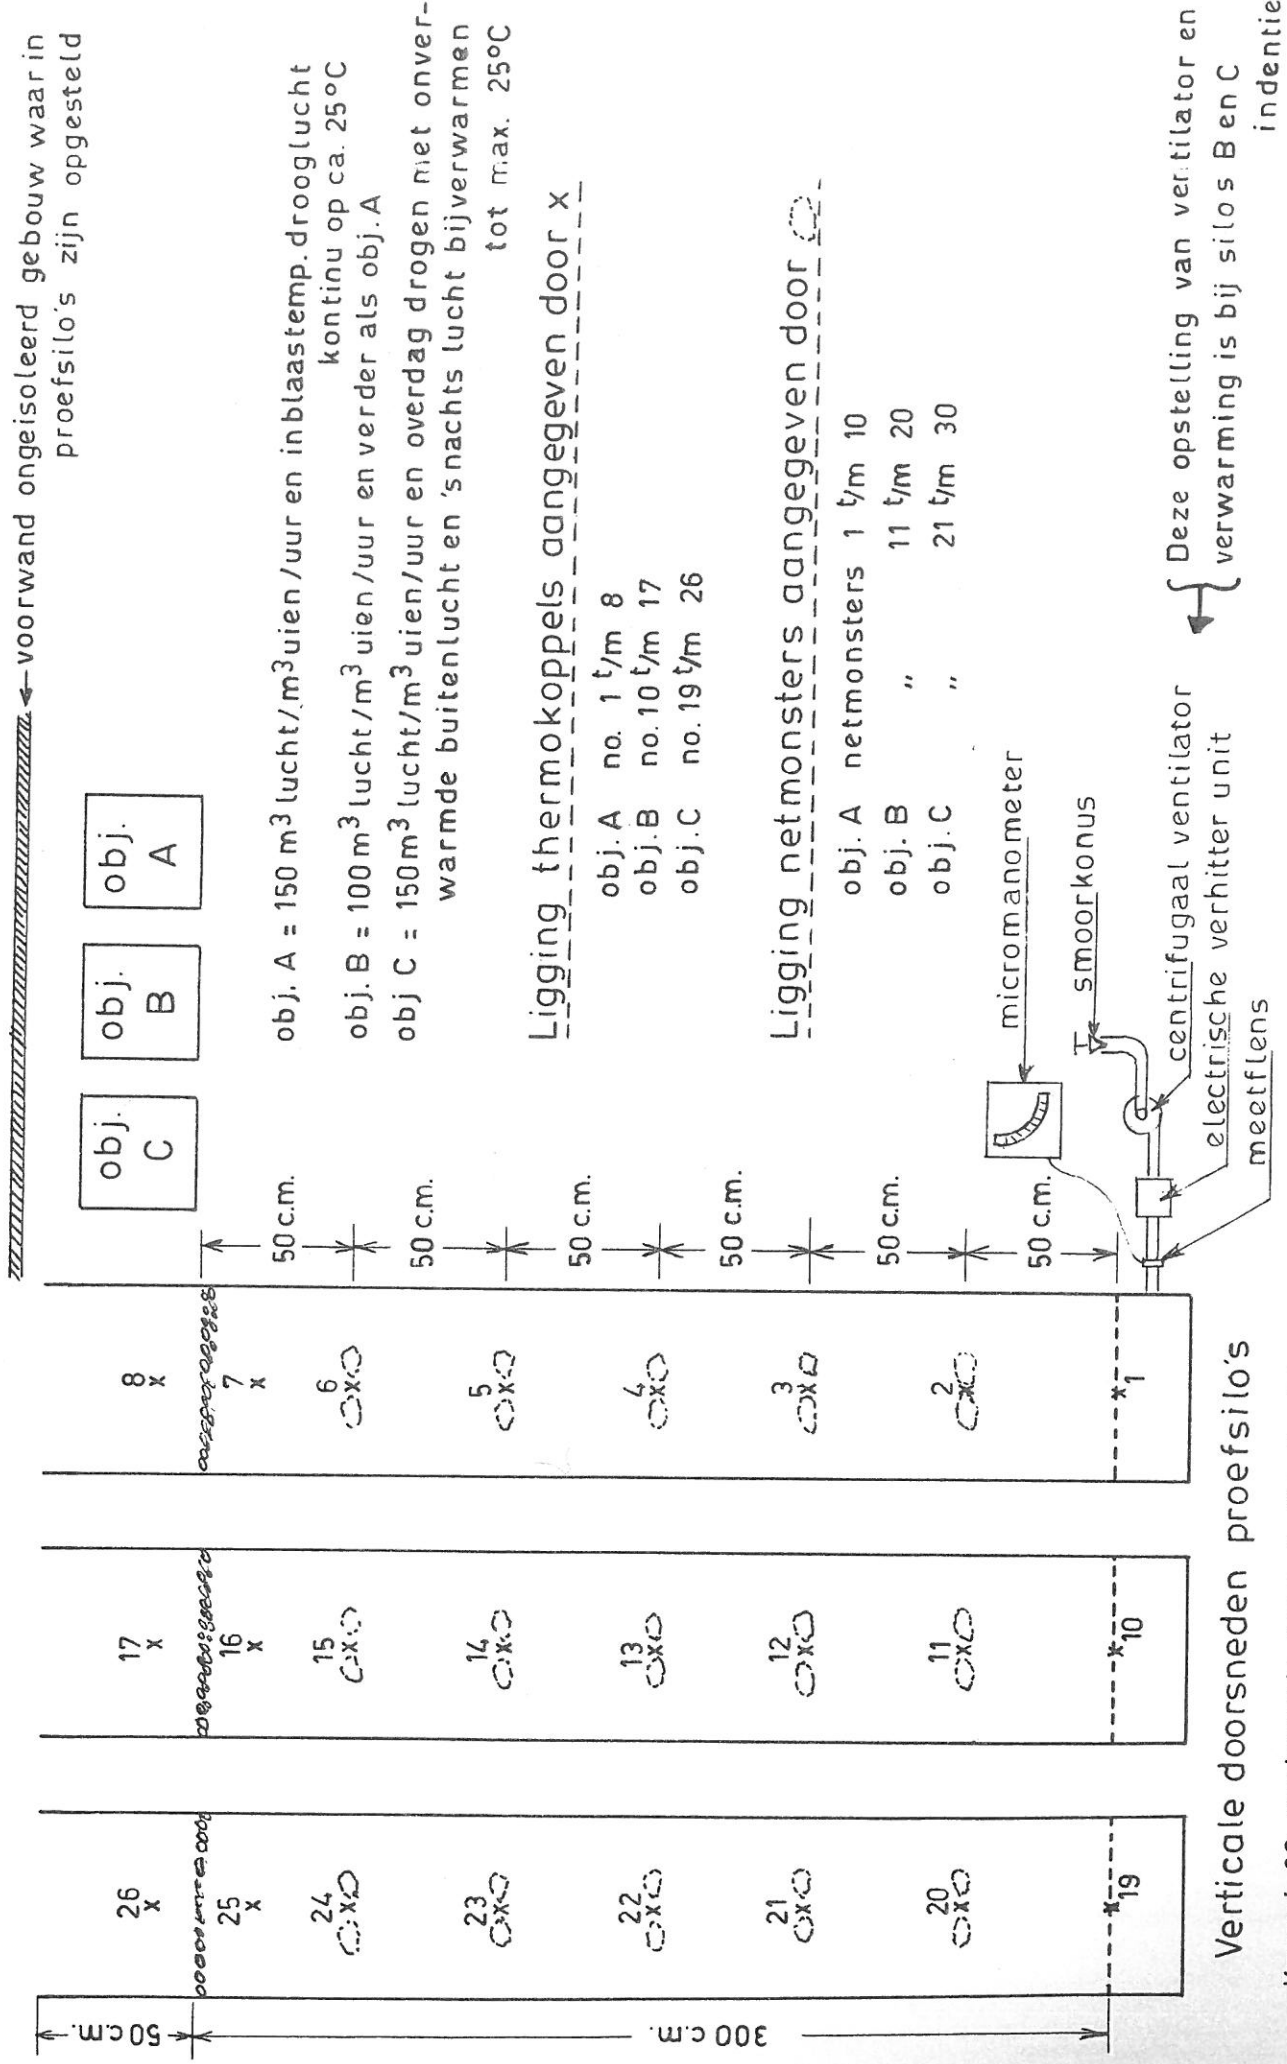 voorwand ongeisoleerd gebouw waarin
proefsilo's zijn opgesteld
obj. C
obj. B
obj. A
obj. A = 150 m³ lucht/m³ uien/uur en inblaastemp. drooglucht
kontinu op ca. 25°C
obj. B = 100 m³ lucht/m³ uien/uur en verder als obj. A
obj C = 150 m³ lucht/m³ uien/uur en overdag drogen met onver-
warmde buitenlucht en 's nachts lucht bijverwarmen
tot max. 25°C
Ligging thermokoppels aangegeven door x
obj. A no. 1 t/m 8
obj. B no. 10 t/m 17
obj. C no. 19 t/m 26
Ligging netmonsters aangegeven door
obj. A netmonsters 1 t/m 10
obj. B " 11 t/m 20
obj. C " 21 t/m 30
micromanometer
smoorkonus
centrifugaal ventilator
electrische verhitter unit
meetflens
Deze opstelling van ventilator en
verwarming is bij silos B en C
indentie
50 c.m.
300 c.m.
26
25
24
23
22
21
20
19
17
16
15
14
13
12
11
10
8
7
6
5
4
3
2
1
50 c.m.
50 c.m.
50 c.m.
50 c.m.
50 c.m.
50 c.m.
Verticale doorsneden proefsilo's